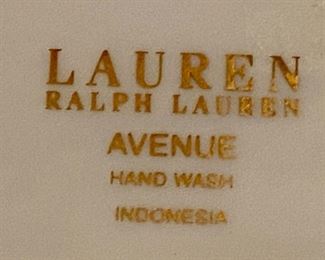 LAUREN
RALPH LAUREN
AVENUE
HAND WASH
INDONESIA